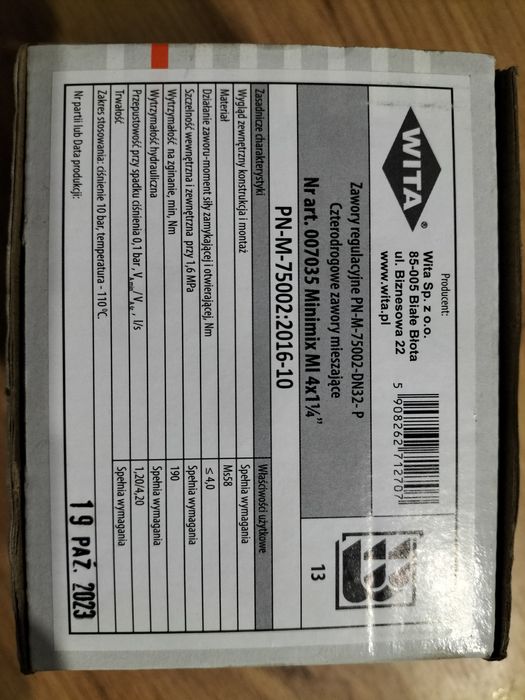 WITA®
Producent:
Wita Sp. z o.o.
85-005 Białe Błota
ul. Biznesowa 22
www.wita.pl
5 908262 712707
Zawory regulacyjne PN-M-75002-DN32- P
Czterodrogowe zawory mieszające
Nr art. 007035 Minimix MI 4x1¼”
PN-M-75002:2016-10
13
Zasadnicze charakterystyki Właściwości użytkowe
Wygląd zewnętrzny konstrukcja i montaż Spełnia wymagania
Materiał Ms58
Działanie zaworu-moment siły zamykającej i otwierającej, Nm ≤ 4,0
Szczelność wewnętrzna i zewnętrzna przy 1,6 MPa Spełnia wymagania
Wytrzymałość na zginanie, min, Nm 190
Wytrzymałość hydrauliczna Spełnia wymagania
Przepustowość przy spadku ciśnienia 0,1 bar, l/s 1,20/4,20
Trwałość Spełnia wymagania
Zakres stosowania: ciśnienie 10 bar, temperatura - 110°C
Nr partii lub Data produkcji:
19 PAŹ. 2023